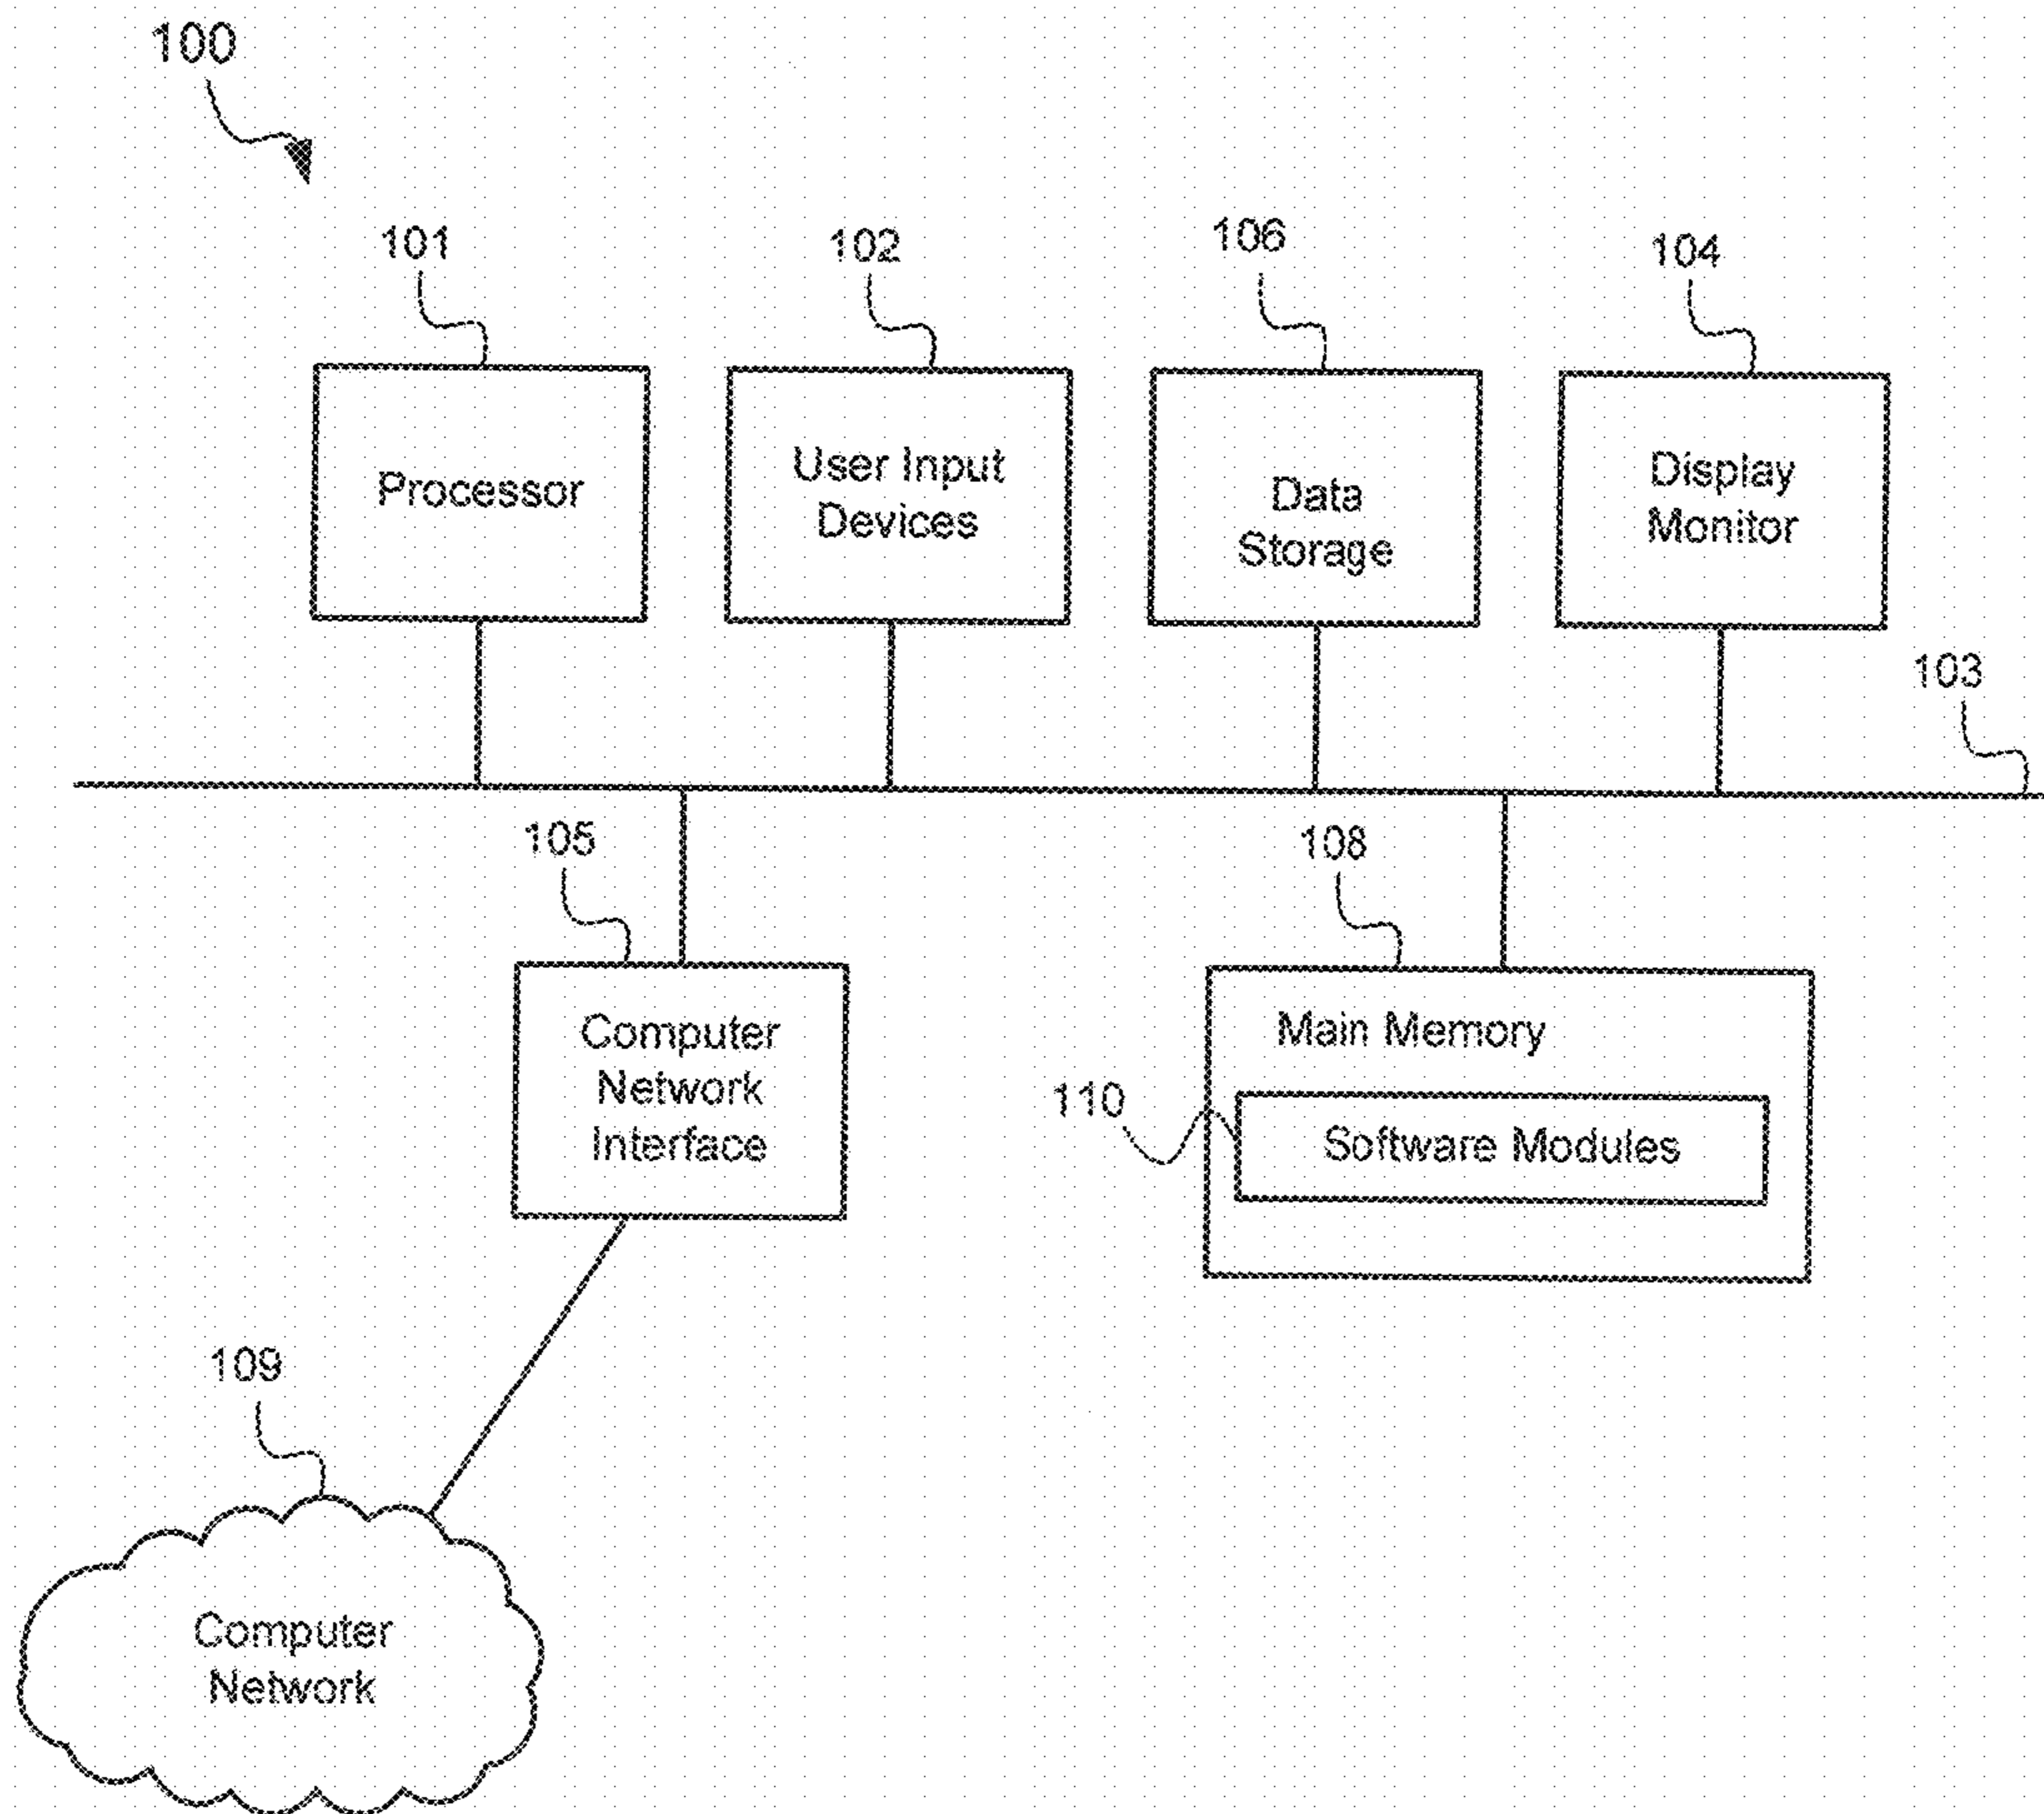 100
101
102
106
104
Processor
User Input
Devices
Data
Storage
Display
Monitor
103
105
108
Computer
Network
Interface
Main Memory
110
Software Modules
109
Computer
Network